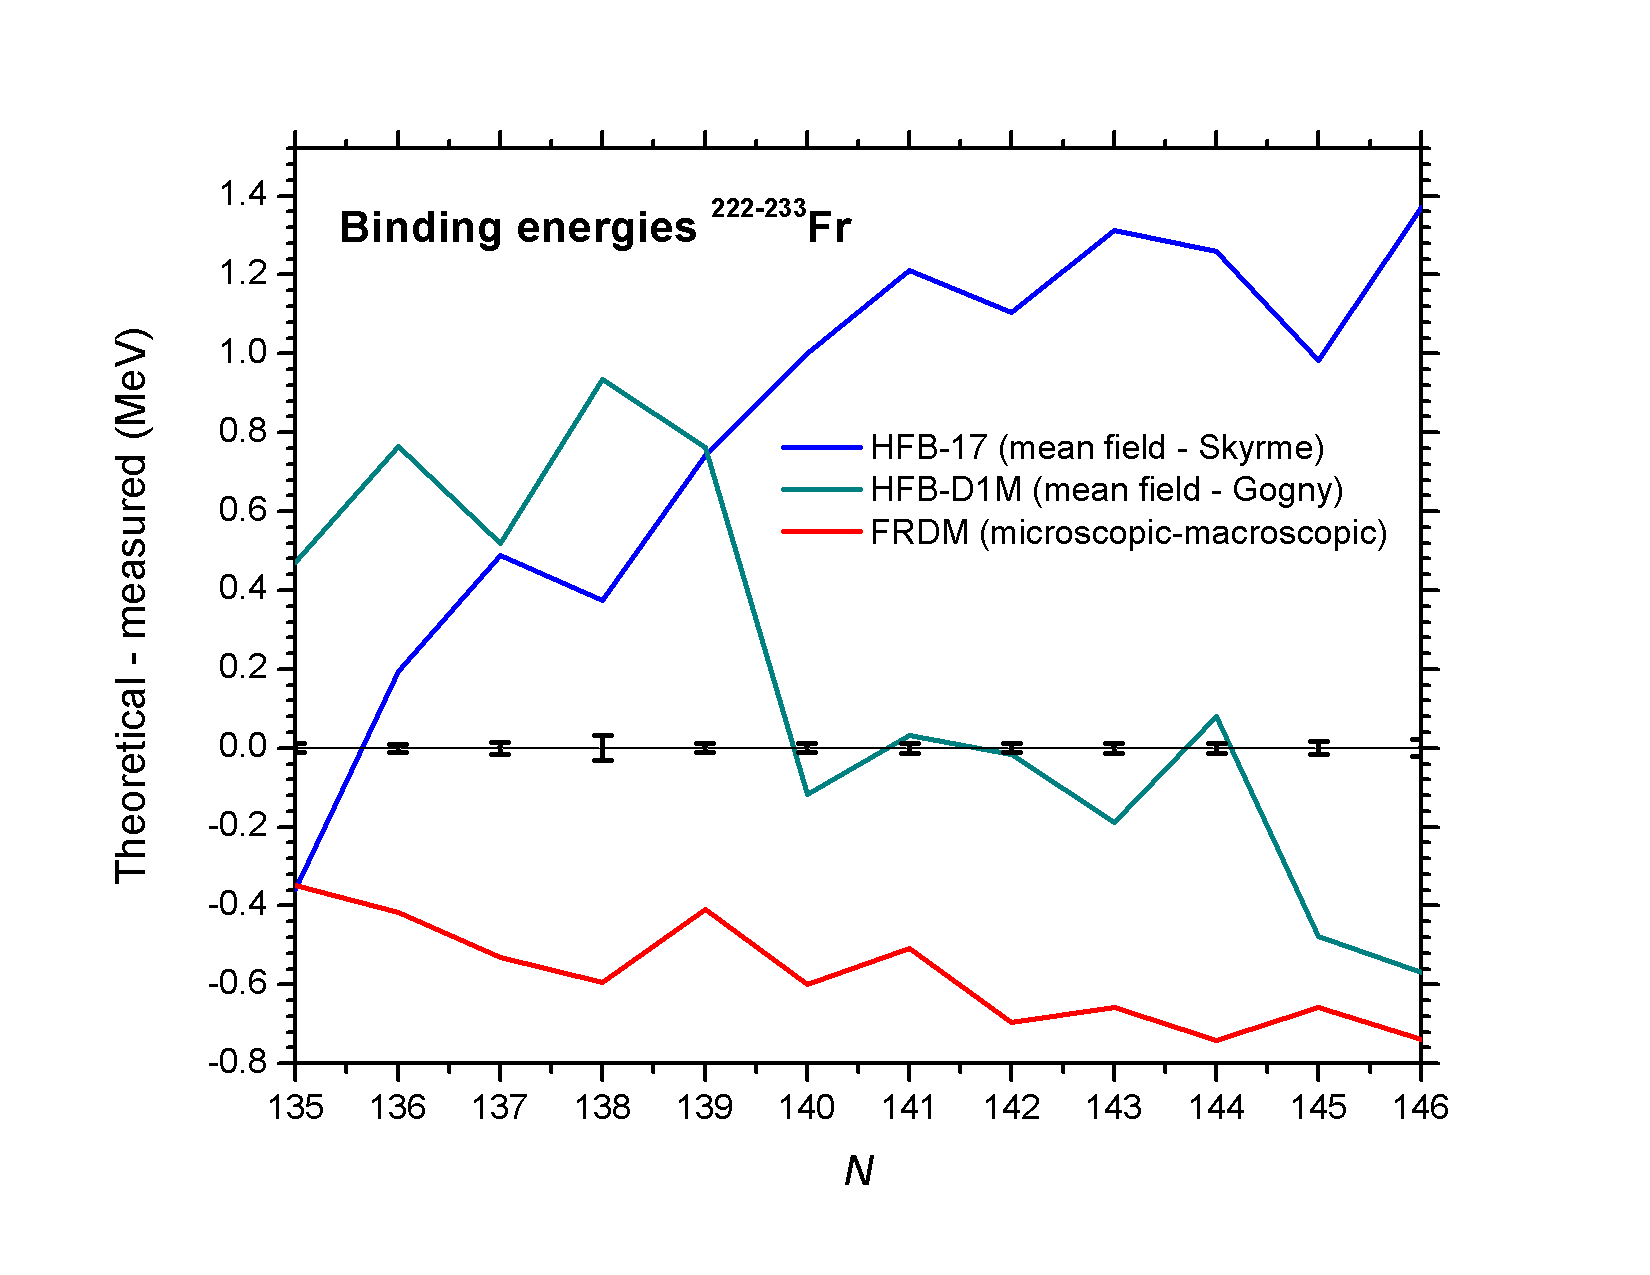 Binding energies 222-233Fr
Theoretical - measured (MeV)
1.4
1.2
1.0
0.8
0.6
0.4
0.2
0.0
-0.2
-0.4
-0.6
-0.8
HFB-17 (mean field - Skyrme)
HFB-D1M (mean field - Gogny)
FRDM (microscopic-macroscopic)
135 136 137 138 139 140 141 142 143 144 145 146
N